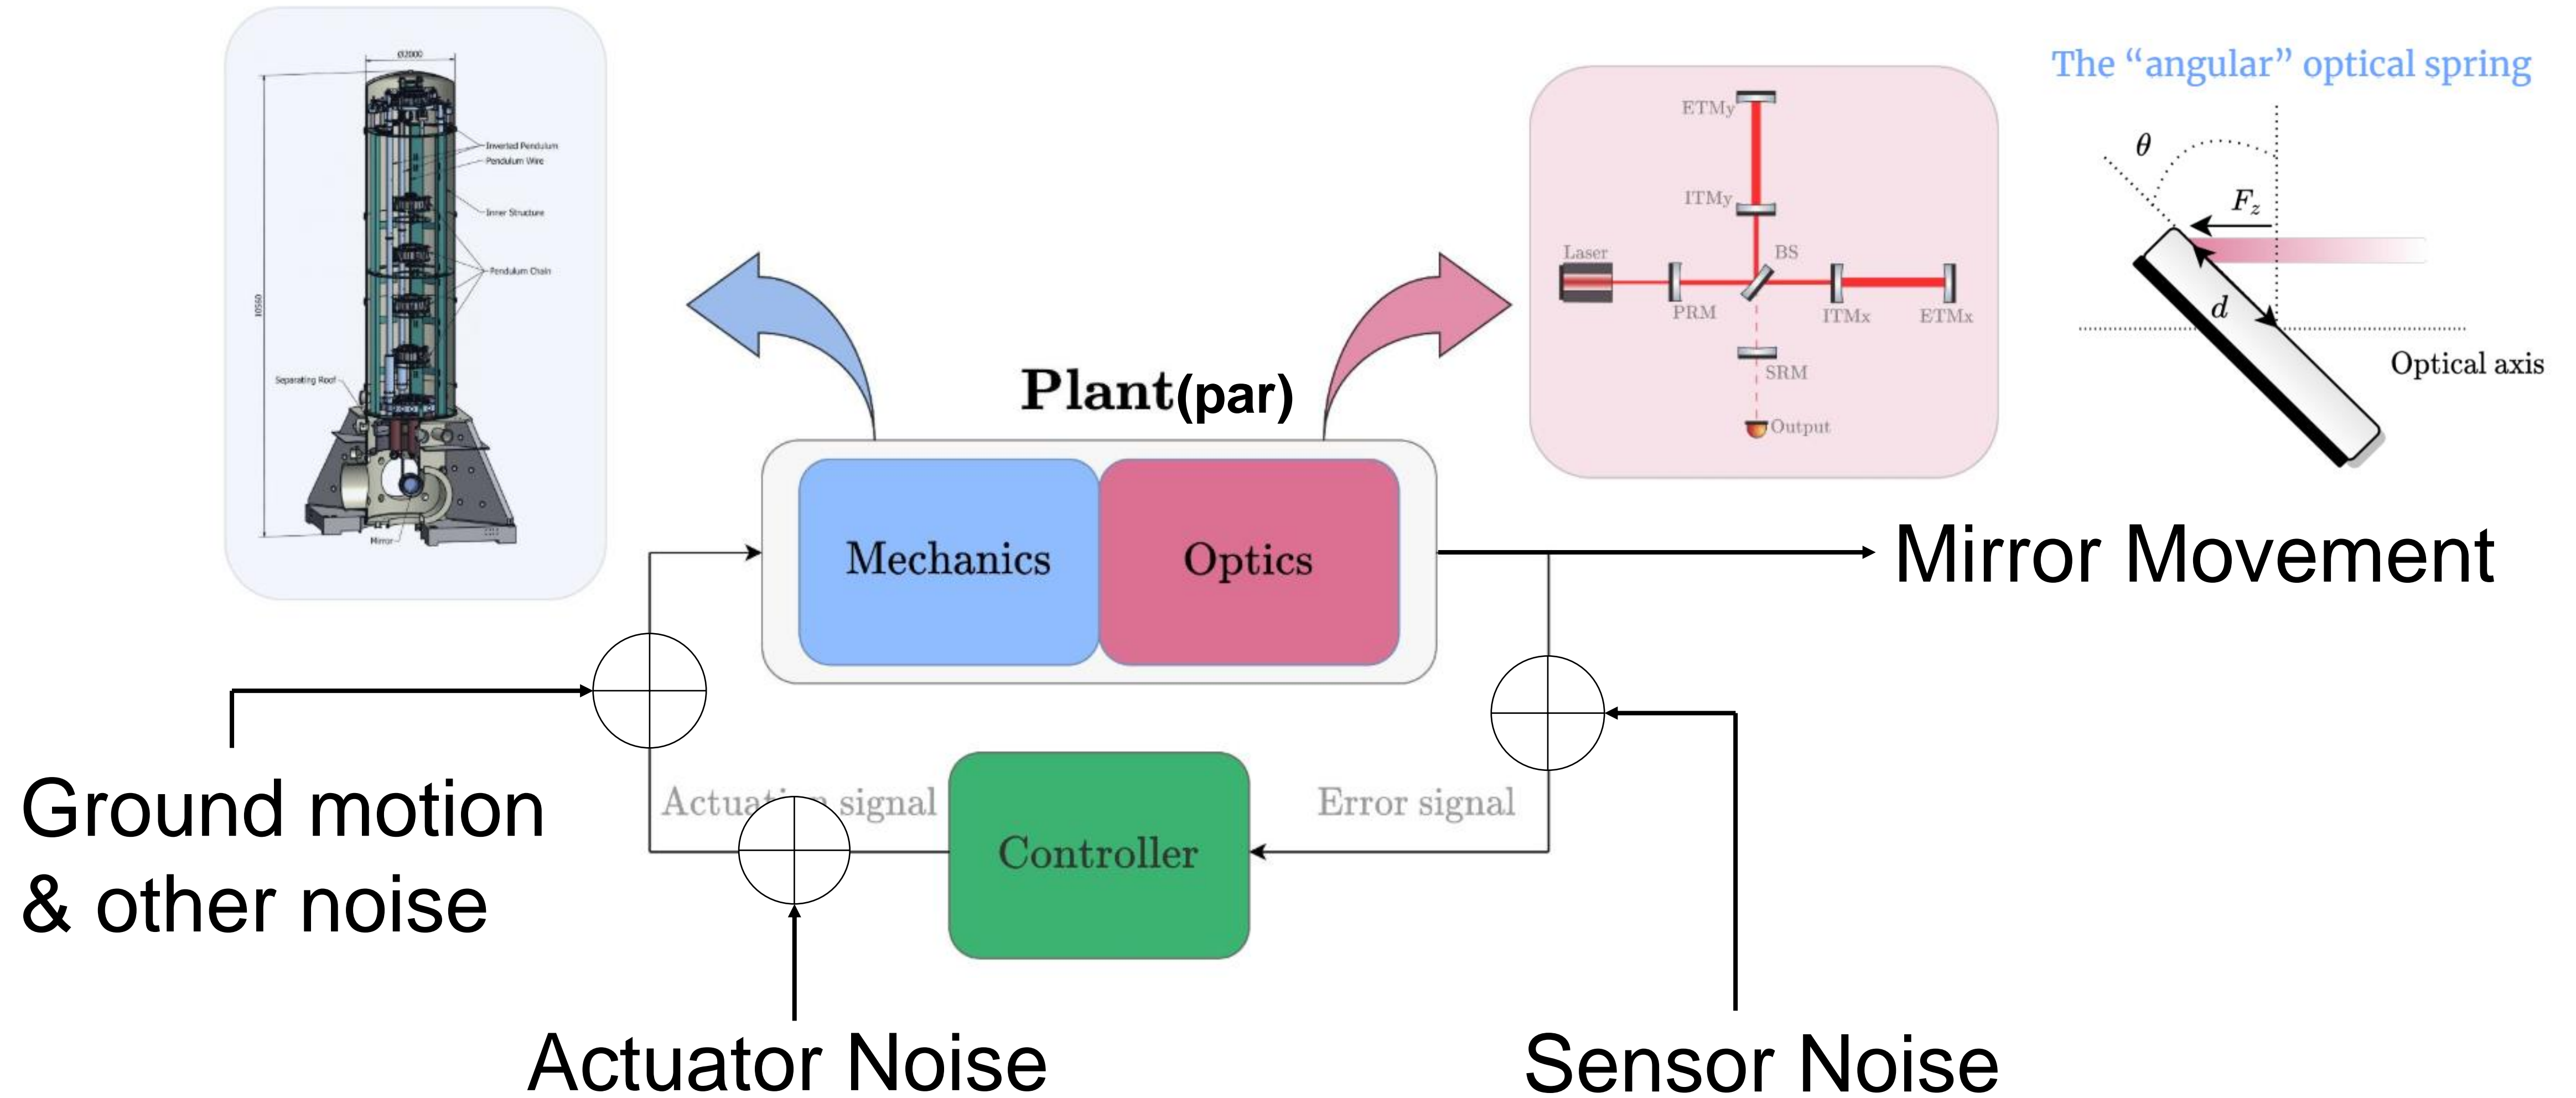 Ø2000
Inverted Pendulum
Pendulum Wire
Inner Structure
Pendulum Chain
10560
Separating Roof
Mirror
ETMy
ITMy
Laser
BS
PRM
ITMx
ETMx
SRM
Output
The “angular” optical spring
θ
F_z
d
Optical axis
Plant(par)
Mechanics
Optics
Mirror Movement
Ground motion
& other noise
Actuation signal
Controller
Error signal
Actuator Noise
Sensor Noise